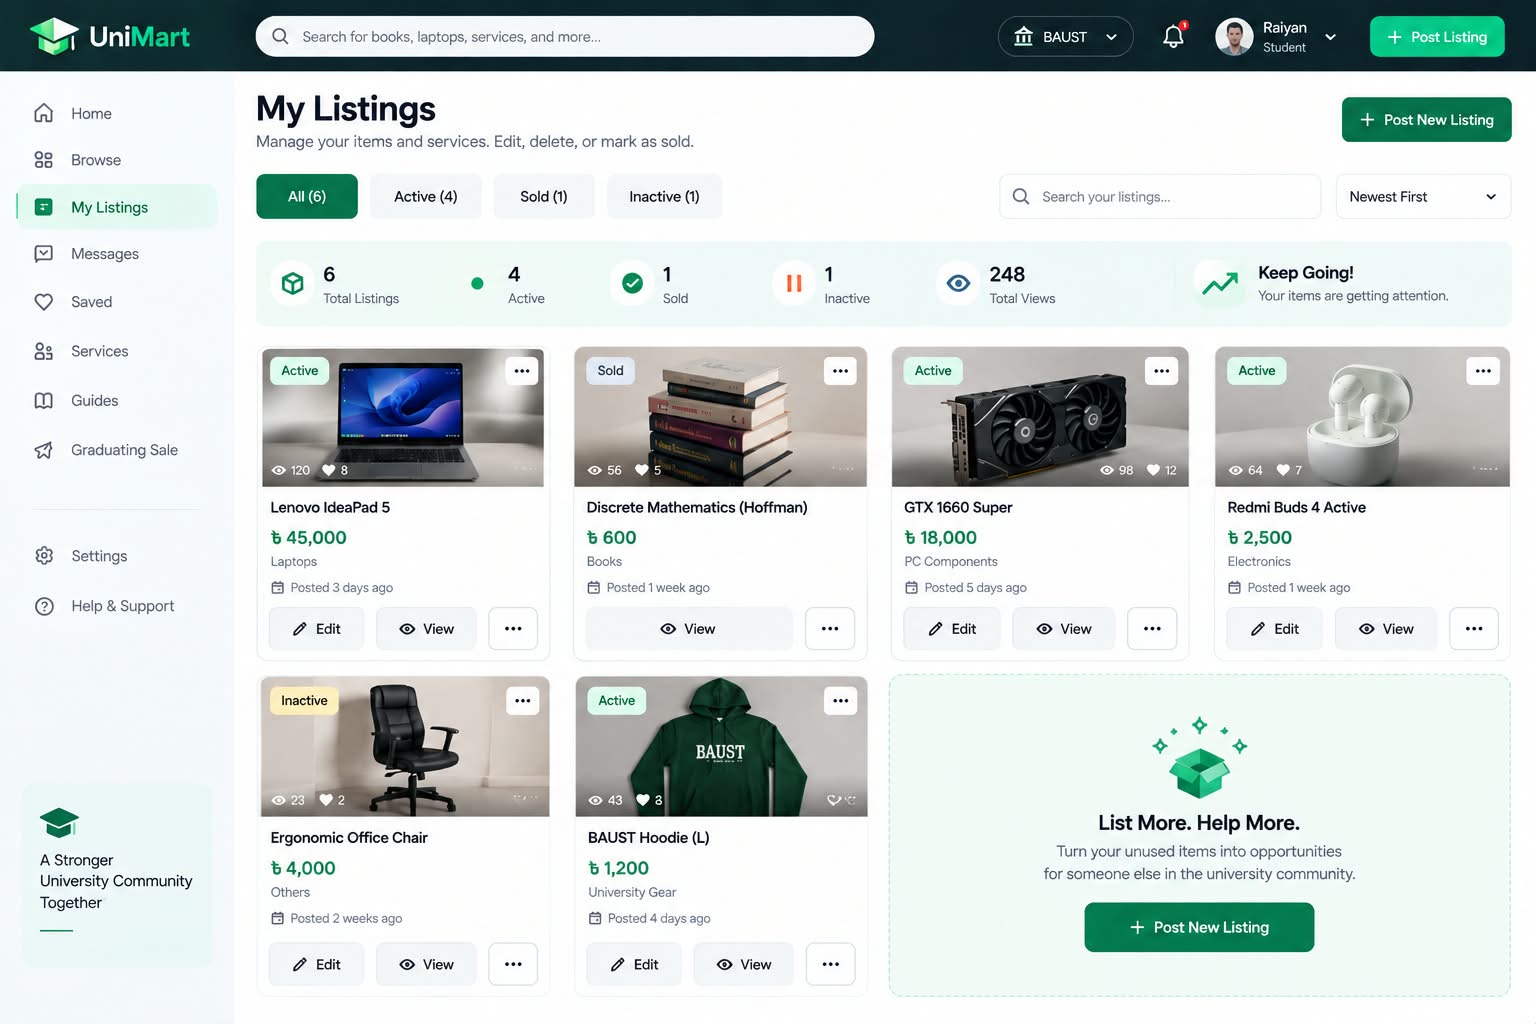 UniMart
Search for books, laptops, services, and more...
BAUST
1
Raiyan
Student
+ Post Listing
Home
Browse
My Listings
Messages
Saved
Services
Guides
Graduating Sale
Settings
Help & Support
A Stronger
University Community
Together
My Listings
Manage your items and services. Edit, delete, or mark as sold.
+ Post New Listing
All (6)
Active (4)
Sold (1)
Inactive (1)
Search your listings...
Newest First
6
Total Listings
4
Active
1
Sold
1
Inactive
248
Total Views
Keep Going!
Your items are getting attention.
Active
120 8
Lenovo IdeaPad 5
৳ 45,000
Laptops
Posted 3 days ago
Edit
View
Sold
56 5
Discrete Mathematics (Hoffman)
৳ 600
Books
Posted 1 week ago
View
Active
98 12
GTX 1660 Super
৳ 18,000
PC Components
Posted 5 days ago
Edit
View
Active
64 7
Redmi Buds 4 Active
৳ 2,500
Electronics
Posted 1 week ago
Edit
View
Inactive
23 2
Ergonomic Office Chair
৳ 4,000
Others
Posted 2 weeks ago
Edit
View
Active
BAUST
43 3
BAUST Hoodie (L)
৳ 1,200
University Gear
Posted 4 days ago
Edit
View
List More. Help More.
Turn your unused items into opportunities
for someone else in the university community.
+ Post New Listing